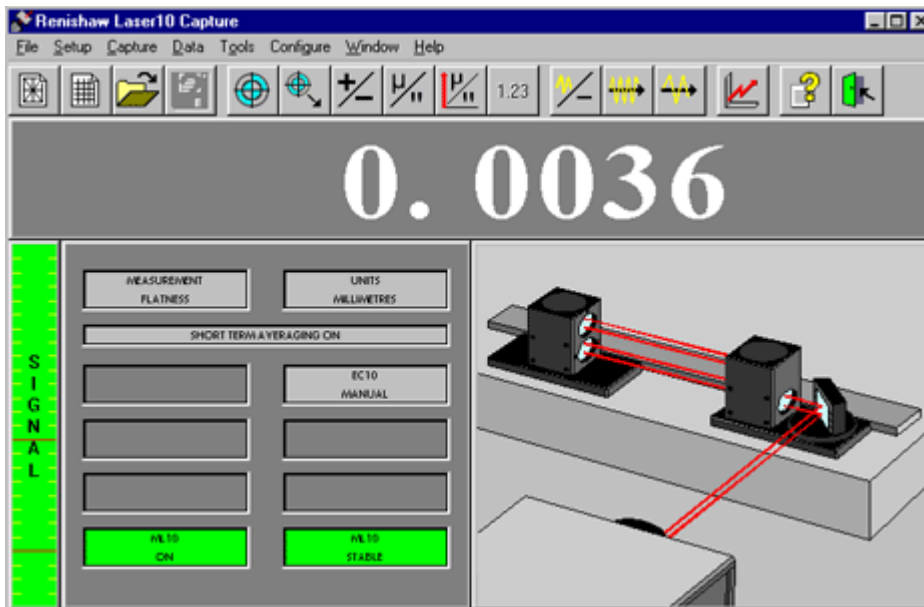 Renishaw Laser10 Capture
File Setup Capture Data Tools Configure Window Help
1.23
0. 0036
MEASUREMENT
FLATNESS
UNITS
MILLIMETRES
SHORT TERM AVERAGING ON
EC10
MANUAL
SIGNAL
ML10
ON
ML10
STABLE